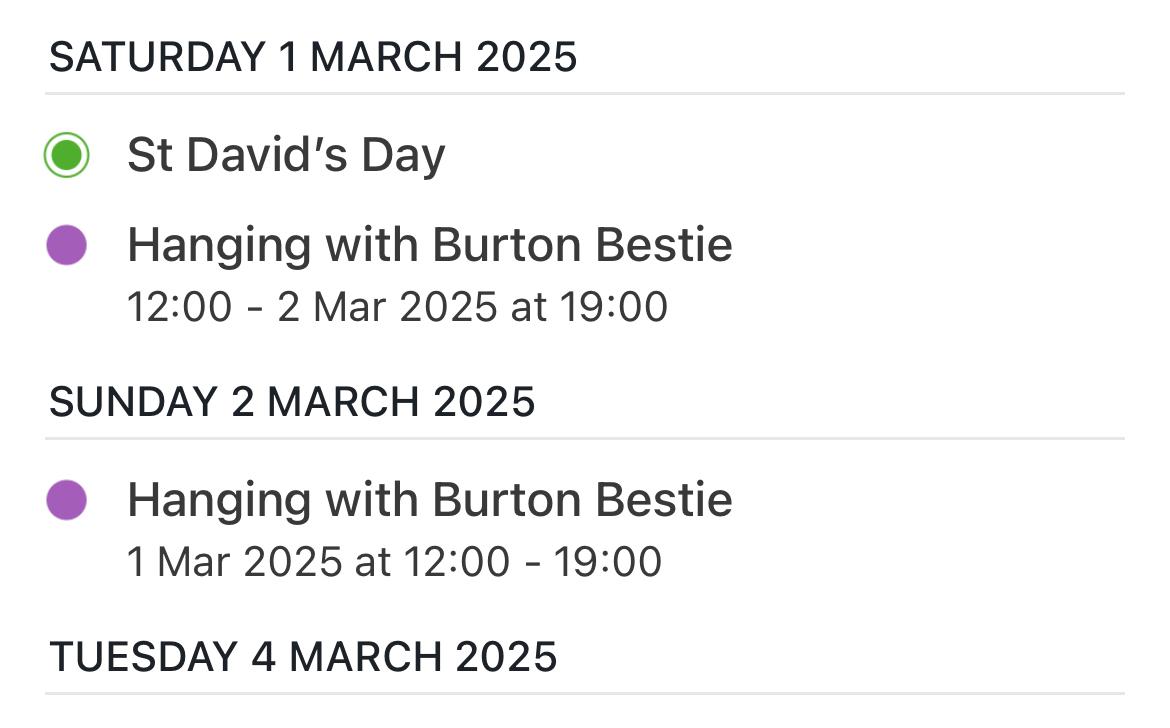 SATURDAY 1 MARCH 2025
St David’s Day
Hanging with Burton Bestie
12:00 - 2 Mar 2025 at 19:00
SUNDAY 2 MARCH 2025
Hanging with Burton Bestie
1 Mar 2025 at 12:00 - 19:00
TUESDAY 4 MARCH 2025